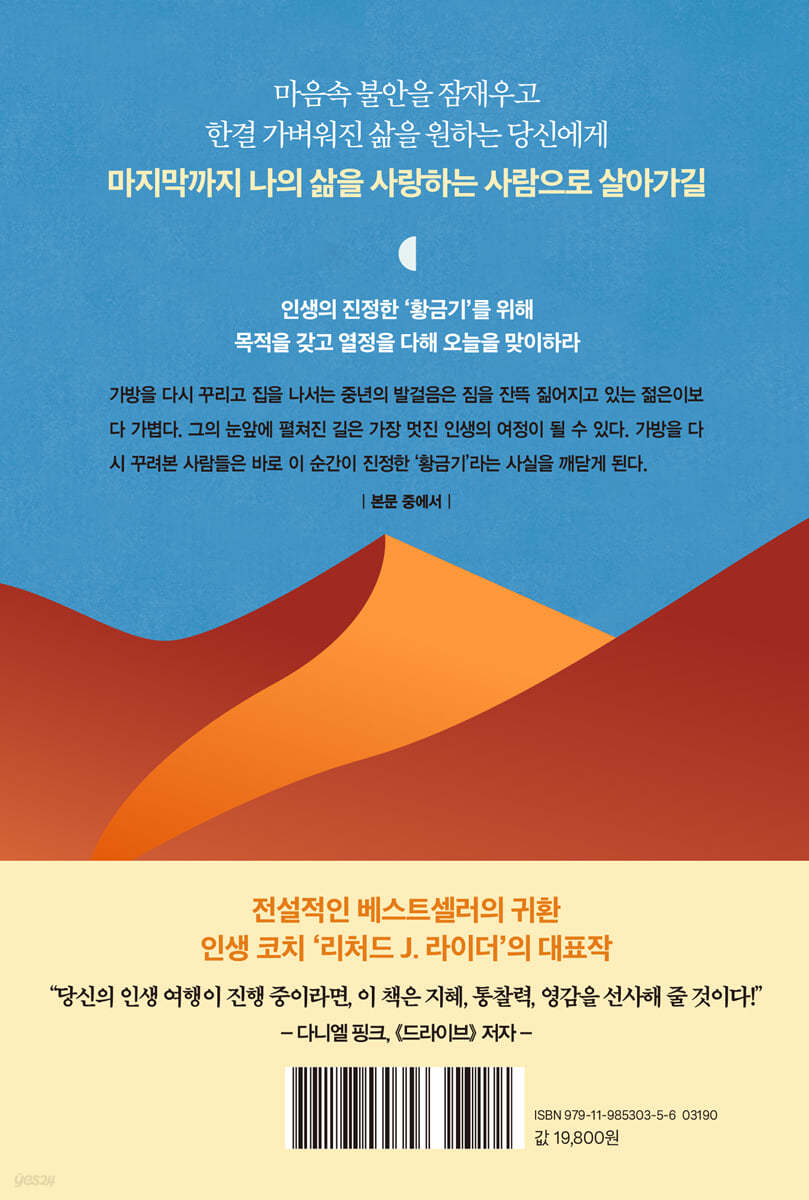 마음속 불안을 잠재우고
한결 가벼워진 삶을 원하는 당신에게
마지막까지 나의 삶을 사랑하는 사람으로 살아가길
인생의 진정한 ‘황금기’를 위해
목적을 갖고 열정을 다해 오늘을 맞이하라
가방을 다시 꾸리고 집을 나서는 중년의 발걸음은 짐을 잔뜩 짊어지고 있는 젊은이보
다 가볍다. 그의 눈앞에 펼쳐진 길은 가장 멋진 인생의 여정이 될 수 있다. 가방을 다
시 꾸려본 사람들은 바로 이 순간이 진정한 ‘황금기’라는 사실을 깨닫게 된다.
| 본문 중에서 |
전설적인 베스트셀러의 귀환
인생 코치 ‘리처드 J. 라이더’의 대표작
“당신의 인생 여행이 진행 중이라면, 이 책은 지혜, 통찰력, 영감을 선사해 줄 것이다!”
– 다니엘 핑크, 《드라이브》 저자 –
ISBN 979-11-985303-5-6 03190
값 19,800원
yes24